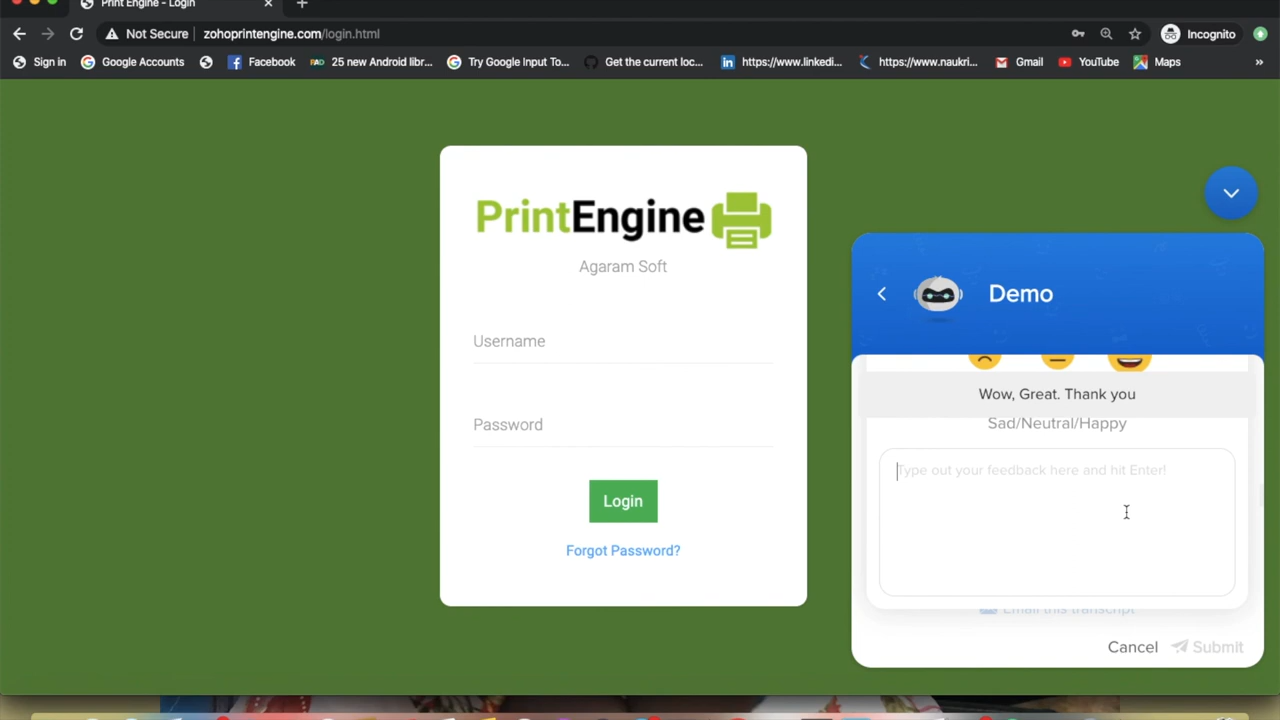 Print Engine - Login
Not Secure zohoprintengine.com/login.html Incognito
Sign in Google Accounts Facebook 25 new Android libr... Try Google Input To... Get the current loc... https://www.linkedi... https://www.naukri... Gmail YouTube Maps »
PrintEngine
Agaram Soft
Username
Password
Login
Forgot Password?
Demo
Wow, Great. Thank you
Sad/Neutral/Happy
Type out your feedback here and hit Enter!
Email this transcript
Cancel Submit